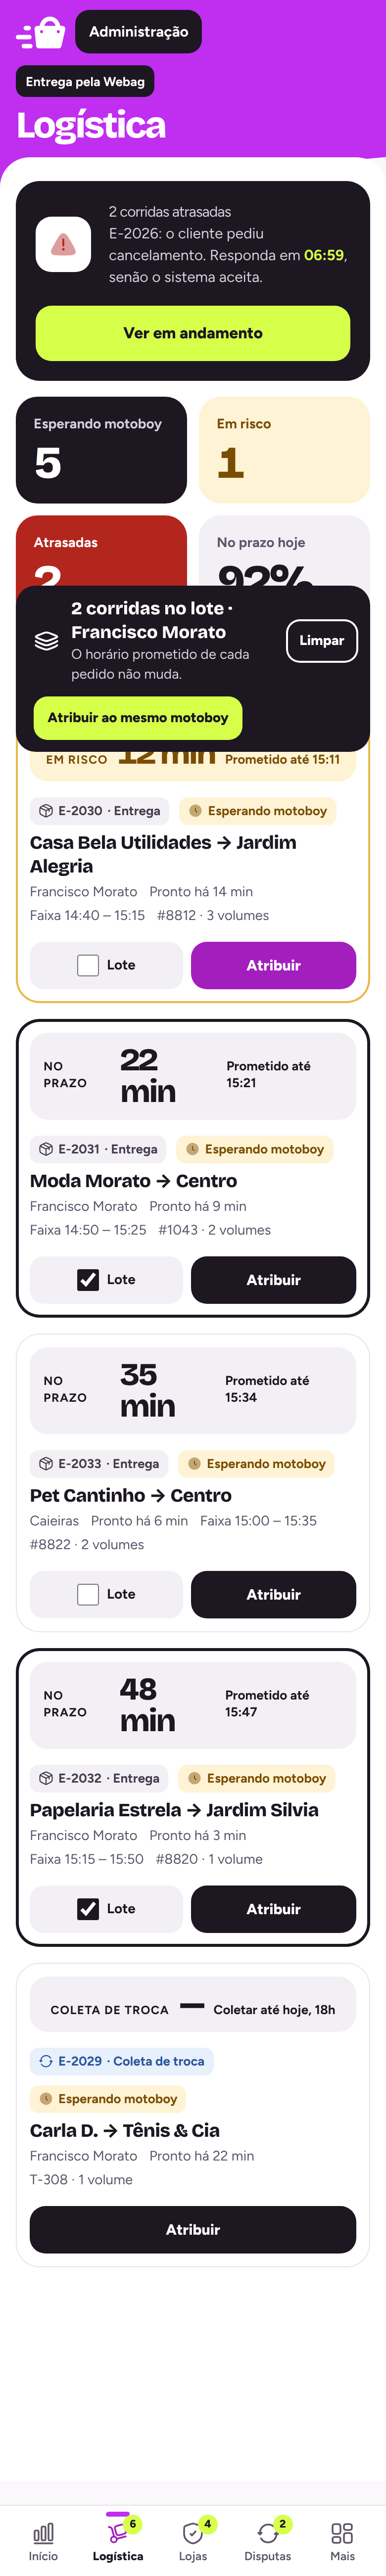 Administração
Entrega pela Webag
Logística
2 corridas atrasadas
E-2026: o cliente pediu
cancelamento. Responda em 06:59,
senão o sistema aceita.
Ver em andamento
Esperando motoboy
5
Em risco
1
Atrasadas
2
No prazo hoje
92%
2 corridas no lote ·
Francisco Morato
O horário prometido de cada
pedido não muda.
Limpar
Atribuir ao mesmo motoboy
EM RISCO 12 min Prometido até 15:11
E-2030 · Entrega Esperando motoboy
Casa Bela Utilidades → Jardim
Alegria
Francisco Morato Pronto há 14 min
Faixa 14:40 – 15:15 #8812 · 3 volumes
Lote Atribuir
NO
PRAZO
22
min
Prometido até
15:21
E-2031 · Entrega Esperando motoboy
Moda Morato → Centro
Francisco Morato Pronto há 9 min
Faixa 14:50 – 15:25 #1043 · 2 volumes
Lote Atribuir
NO
PRAZO
35
min
Prometido até
15:34
E-2033 · Entrega Esperando motoboy
Pet Cantinho → Centro
Caieiras Pronto há 6 min Faixa 15:00 – 15:35
#8822 · 2 volumes
Lote Atribuir
NO
PRAZO
48
min
Prometido até
15:47
E-2032 · Entrega Esperando motoboy
Papelaria Estrela → Jardim Silvia
Francisco Morato Pronto há 3 min
Faixa 15:15 – 15:50 #8820 · 1 volume
Lote Atribuir
COLETA DE TROCA — Coletar até hoje, 18h
E-2029 · Coleta de troca
Esperando motoboy
Carla D. → Tênis & Cia
Francisco Morato Pronto há 22 min
T-308 · 1 volume
Atribuir
6 4 2
Início Logística Lojas Disputas Mais